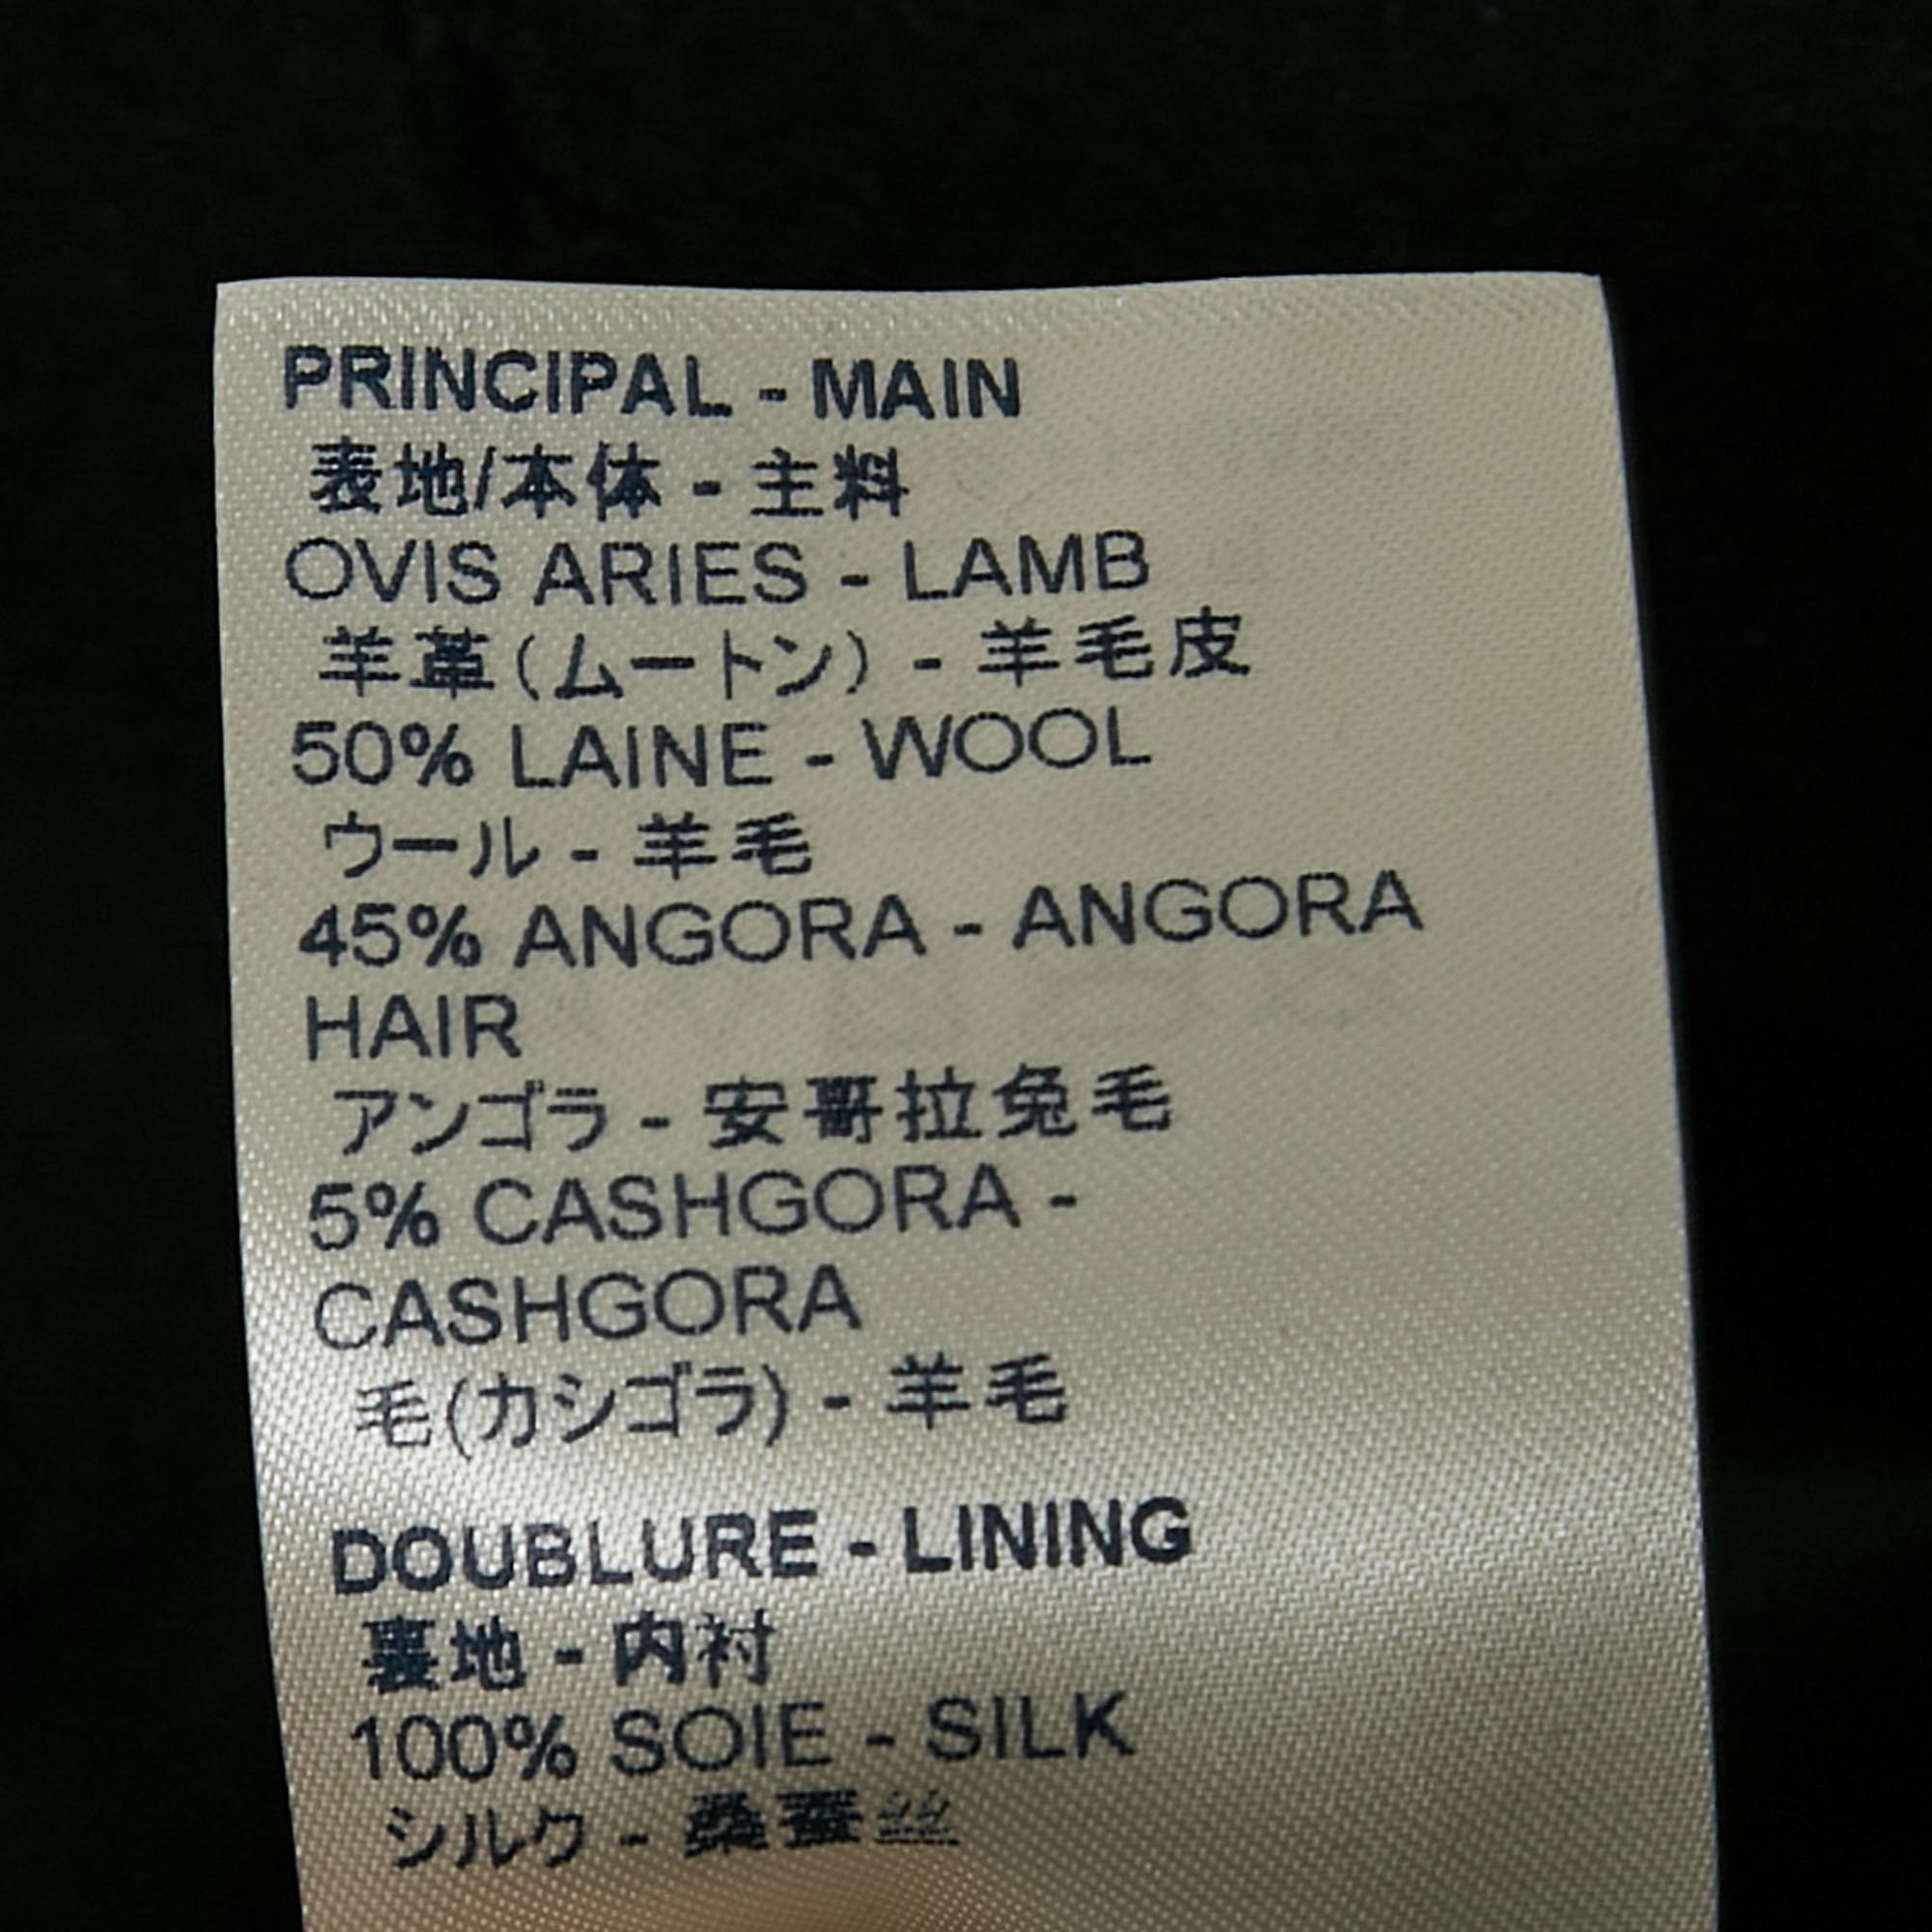 PRINCIPAL - MAIN
表地/本体 - 主料
OVIS ARIES - LAMB
羊革(ムートン) - 羊毛皮
50% LAINE - WOOL
ウール - 羊毛
45% ANGORA - ANGORA
HAIR
アンゴラ - 安哥拉兔毛
5% CASHGORA -
CASHGORA
毛(カシゴラ) - 羊毛
DOUBLURE - LINING
裏地 - 内衬
100% SOIE - SILK
シルク - 桑蚕丝